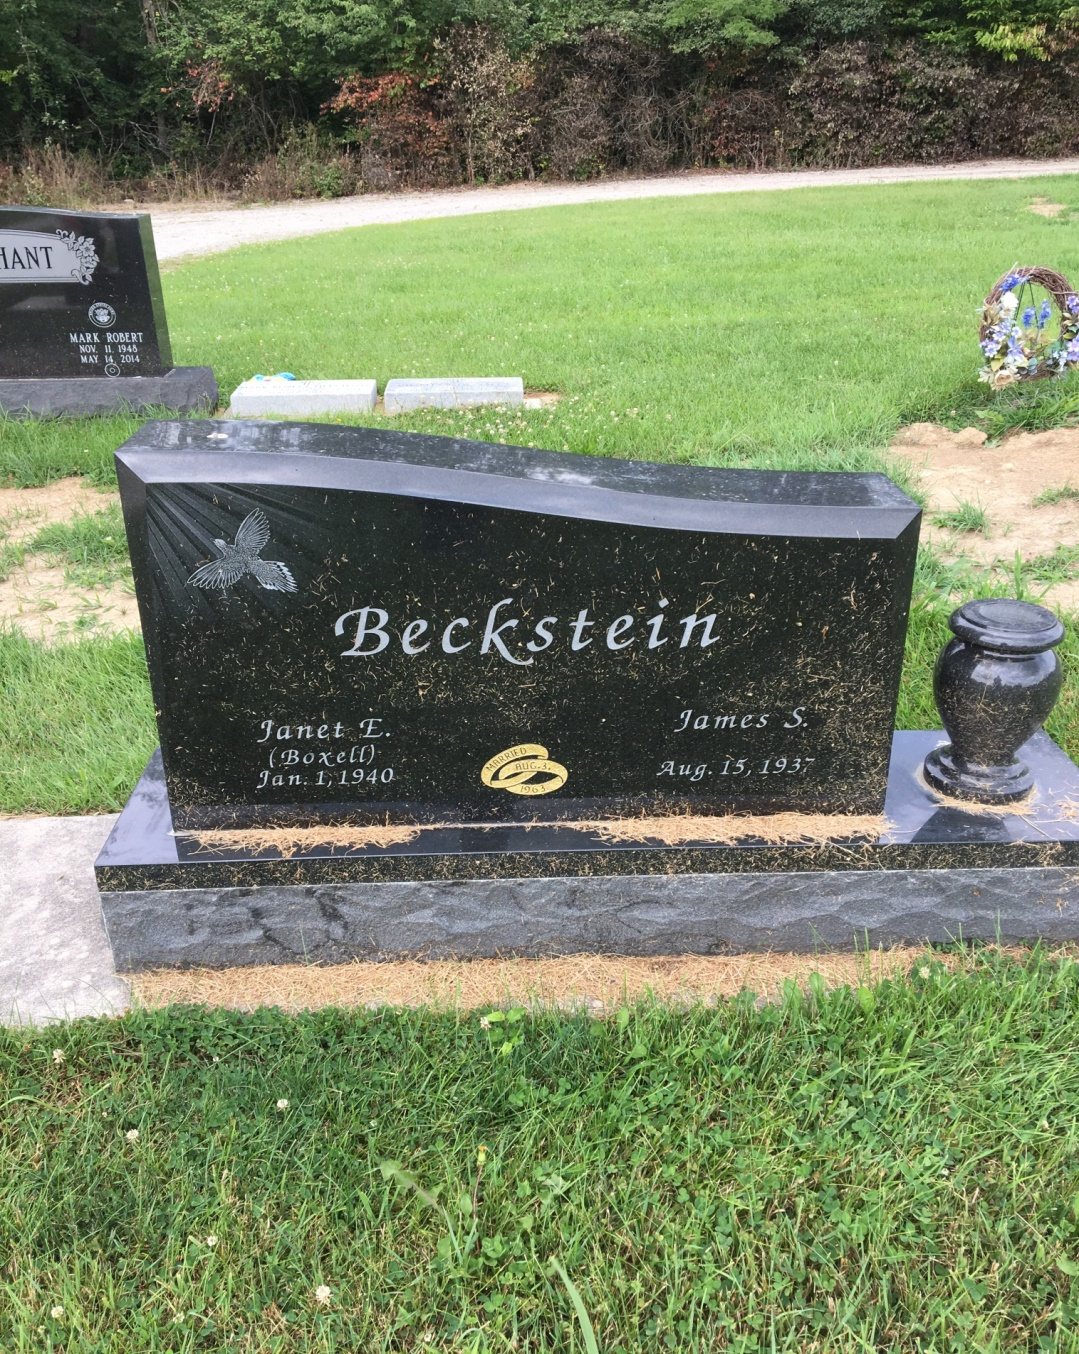 HANT
MARK ROBERT
NOV. 11, 1948
MAY 14, 2014
Beckstein
Janet E.
(Boxell)
Jan. 1, 1940
MARRIED
AUG. 3,
1963
James S.
Aug. 15, 1937